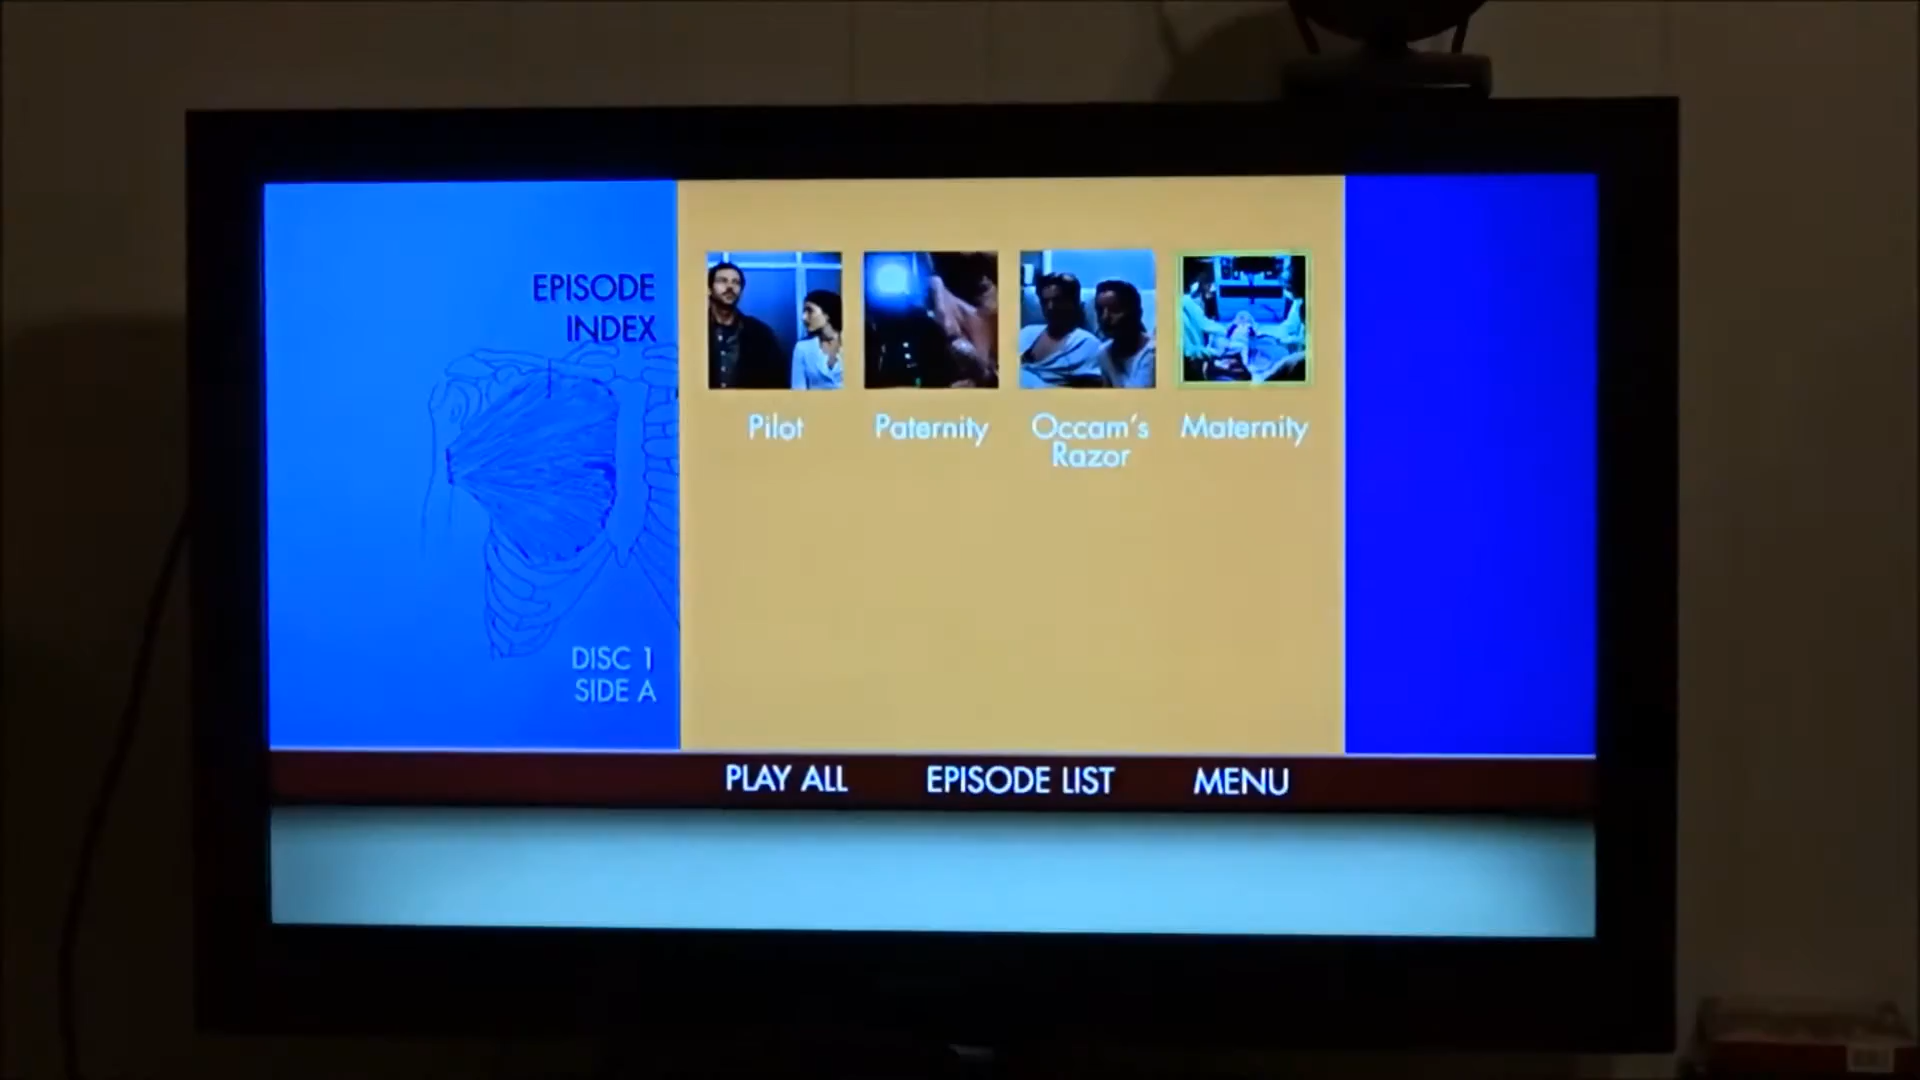 EPISODE
INDEX
Pilot
Paternity
Occam's
Razor
Maternity
DISC 1
SIDE A
PLAY ALL
EPISODE LIST
MENU